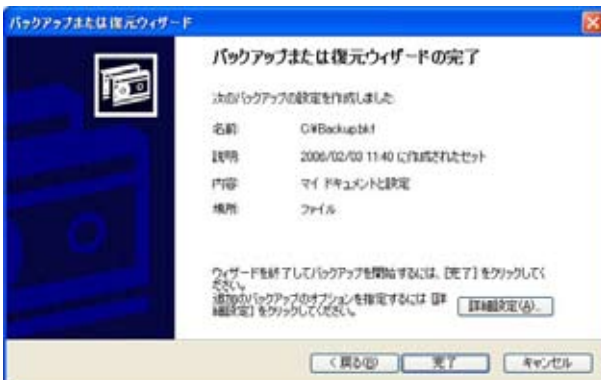 バックアップまたは復元ウィザード
バックアップまたは復元ウィザードの完了
次のバックアップの設定を作成しました:
名前: C:¥Backup.bkf
説明: 2006/02/03 11:40 に作成されたセット
内容: マイ ドキュメントと設定
場所: ファイル
ウィザードを終了してバックアップを開始するには、[完了] をクリックしてく
ださい。
追加のバックアップのオプションを指定するには [詳
細設定] をクリックしてください。
詳細設定(A)...
< 戻る(B)
完了
キャンセル